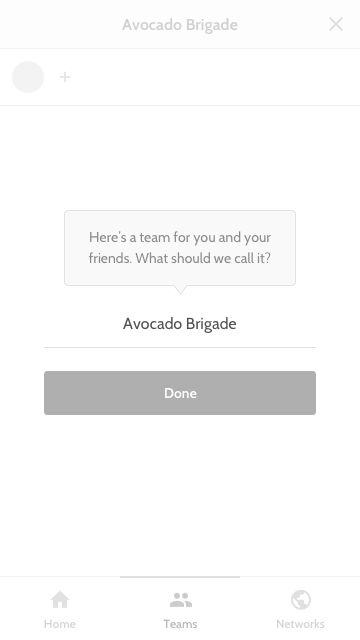 Avocado Brigade
Here's a team for you and your
friends. What should we call it?
Avocado Brigade
Done
Home
Teams
Networks